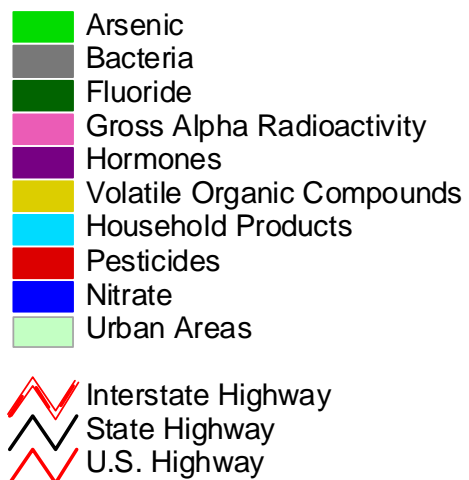 Arsenic
Bacteria
Fluoride
Gross Alpha Radioactivity
Hormones
Volatile Organic Compounds
Household Products
Pesticides
Nitrate
Urban Areas
Interstate Highway
State Highway
U.S. Highway